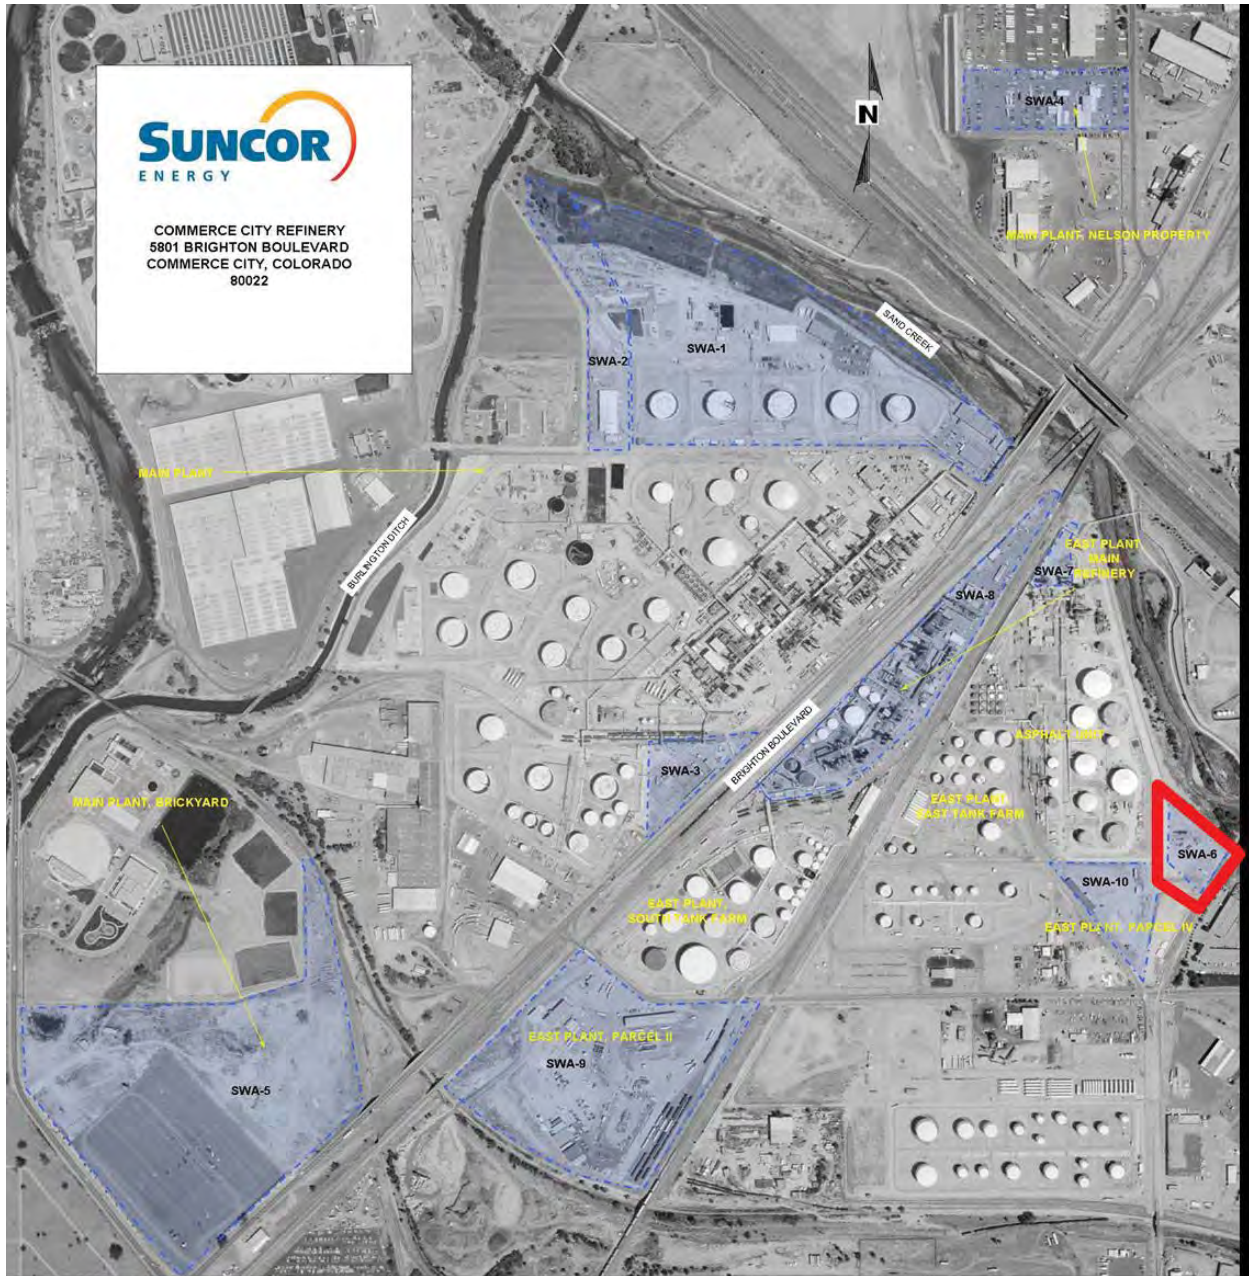 SUNCOR
ENERGY
COMMERCE CITY REFINERY
5801 BRIGHTON BOULEVARD
COMMERCE CITY, COLORADO
80022
N
SWA-4
MAIN PLANT, NELSON PROPERTY
SAND CREEK
SWA-2
SWA-1
MAIN PLANT
BURLINGTON DITCH
EAST PLANT
MAIN
REFINERY
SWA-7
SWA-8
BRIGHTON BOULEVARD
ASPHALT UNIT
SWA-3
MAIN PLANT, BRICKYARD
EAST PLANT,
EAST TANK FARM
SWA-6
SWA-10
EAST PLANT,
SOUTH TANK FARM
EAST PLANT, PARCEL IV
EAST PLANT, PARCEL II
SWA-9
SWA-5